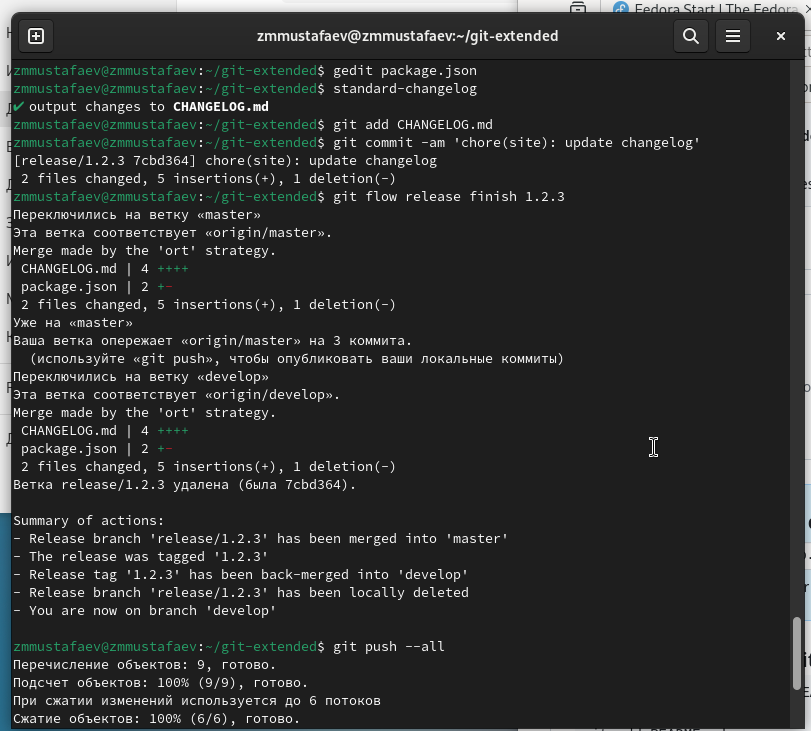 Fedora Start | The Fedora
zmmustafaev@zmmustafaev:~/git-extended
zmmustafaev@zmmustafaev:~/git-extended$ gedit package.json
zmmustafaev@zmmustafaev:~/git-extended$ standard-changelog
✔ output changes to CHANGELOG.md
zmmustafaev@zmmustafaev:~/git-extended$ git add CHANGELOG.md
zmmustafaev@zmmustafaev:~/git-extended$ git commit -am 'chore(site): update changelog'
[release/1.2.3 7cbd364] chore(site): update changelog
 2 files changed, 5 insertions(+), 1 deletion(-)
zmmustafaev@zmmustafaev:~/git-extended$ git flow release finish 1.2.3
Переключились на ветку «master»
Эта ветка соответствует «origin/master».
Merge made by the 'ort' strategy.
 CHANGELOG.md | 4 ++++
 package.json | 2 +-
 2 files changed, 5 insertions(+), 1 deletion(-)
Уже на «master»
Ваша ветка опережает «origin/master» на 3 коммита.
  (используйте «git push», чтобы опубликовать ваши локальные коммиты)
Переключились на ветку «develop»
Эта ветка соответствует «origin/develop».
Merge made by the 'ort' strategy.
 CHANGELOG.md | 4 ++++
 package.json | 2 +-
 2 files changed, 5 insertions(+), 1 deletion(-)
Ветка release/1.2.3 удалена (была 7cbd364).
Summary of actions:
- Release branch 'release/1.2.3' has been merged into 'master'
- The release was tagged '1.2.3'
- Release tag '1.2.3' has been back-merged into 'develop'
- Release branch 'release/1.2.3' has been locally deleted
- You are now on branch 'develop'
zmmustafaev@zmmustafaev:~/git-extended$ git push --all
Перечисление объектов: 9, готово.
Подсчет объектов: 100% (9/9), готово.
При сжатии изменений используется до 6 потоков
Сжатие объектов: 100% (6/6), готово.